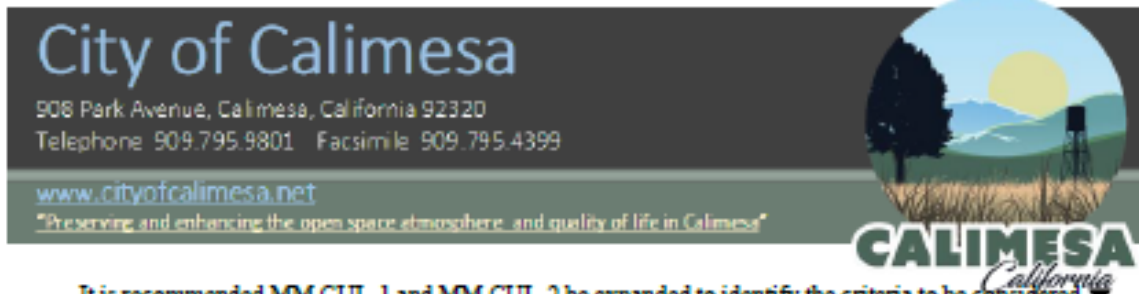 City of Calimesa
908 Park Avenue, Calimesa, California 92320
Telephone 909.795.9801 Facsimile 909.795.4399
www.cityofcalimesa.net
"Preserving and enhancing the open space atmosphere and quality of life in Calimesa"
CALIMESA
California
It is recommended MM CUL-1 and MM CUL-2 be expanded to identify the criteria to be